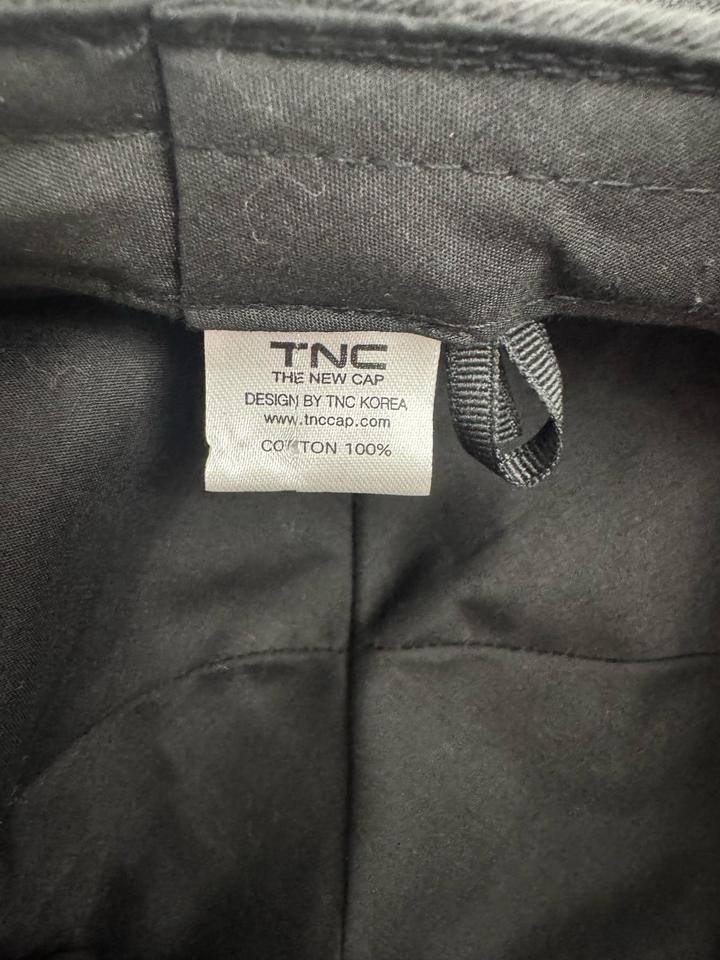 TNC
THE NEW CAP
DESIGN BY TNC KOREA
www.tnccap.com
COTTON 100%